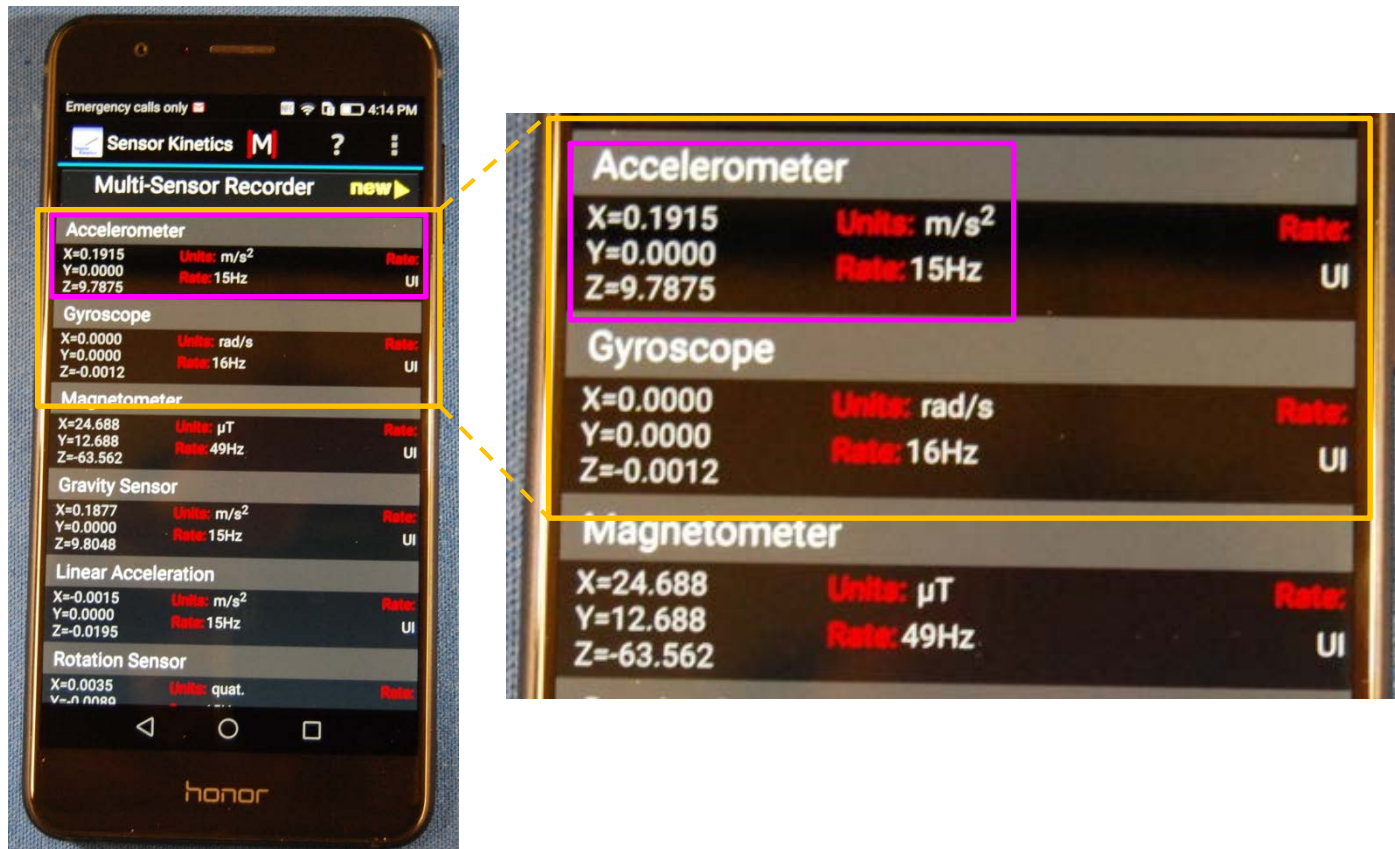 Emergency calls only
4:14 PM
Sensor Kinetics M ? 
Multi-Sensor Recorder new
Accelerometer
X=0.1915 Units: m/s²
Y=0.0000 Rate: 15Hz Rate:
Z=9.7875 UI
Gyroscope
X=0.0000 Units: rad/s Rate:
Y=0.0000 Rate: 16Hz
Z=-0.0012 UI
Magnetometer
X=24.688 Units: µT Rate:
Y=12.688 Rate: 49Hz
Z=-63.562 UI
Gravity Sensor
X=0.1877 Units: m/s² Rate:
Y=0.0000 Rate: 15Hz
Z=9.8048 UI
Linear Acceleration
X=-0.0015 Units: m/s² Rate:
Y=0.0000 Rate: 15Hz
Z=-0.0195 UI
Rotation Sensor
X=0.0035 Units: quat. Rate:
Y=-0.0089
honor
Accelerometer
X=0.1915 Units: m/s² Rate:
Y=0.0000 Rate: 15Hz
Z=9.7875 UI
Gyroscope
X=0.0000 Units: rad/s Rate:
Y=0.0000 Rate: 16Hz
Z=-0.0012 UI
Magnetometer
X=24.688 Units: µT Rate:
Y=12.688 Rate: 49Hz
Z=-63.562 UI